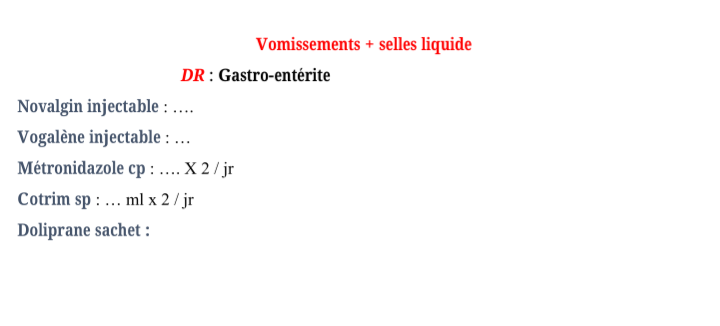 Vomissements + selles liquide
DR : Gastro-entérite
Novalgin injectable : ….
Vogalène injectable : …
Métronidazole cp : …. X 2 / jr
Cotrim sp : … ml x 2 / jr
Doliprane sachet :